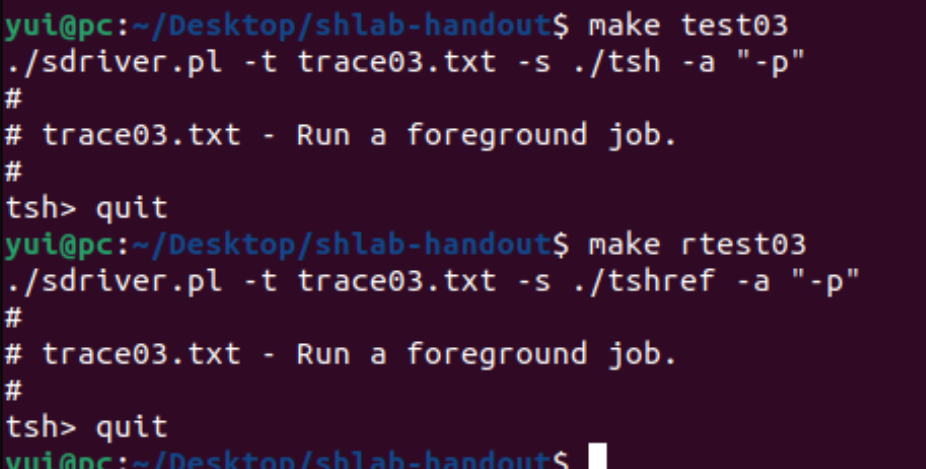 yui@pc:~/Desktop/shlab-handout$ make test03
./sdriver.pl -t trace03.txt -s ./tsh -a "-p"
#
# trace03.txt - Run a foreground job.
#
tsh> quit
yui@pc:~/Desktop/shlab-handout$ make rtest03
./sdriver.pl -t trace03.txt -s ./tshref -a "-p"
#
# trace03.txt - Run a foreground job.
#
tsh> quit
yui@pc:~/Desktop/shlab-handout$